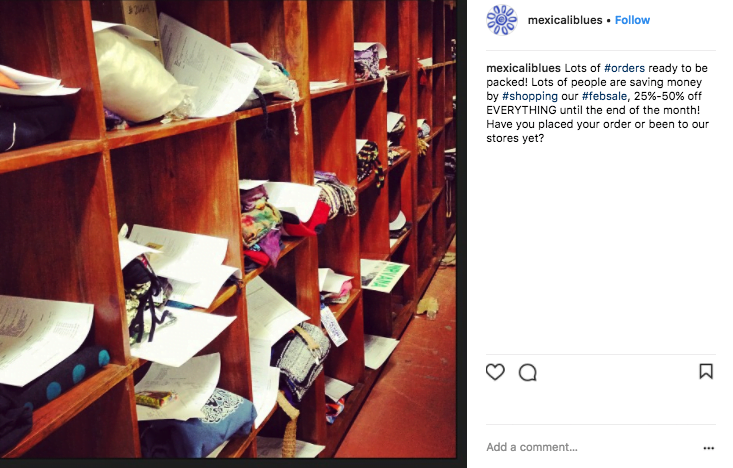 mexicaliblues • Follow
mexicaliblues Lots of #orders ready to be
packed! Lots of people are saving money
by #shopping our #febsale, 25%-50% off
EVERYTHING until the end of the month!
Have you placed your order or been to our
stores yet?
Add a comment...